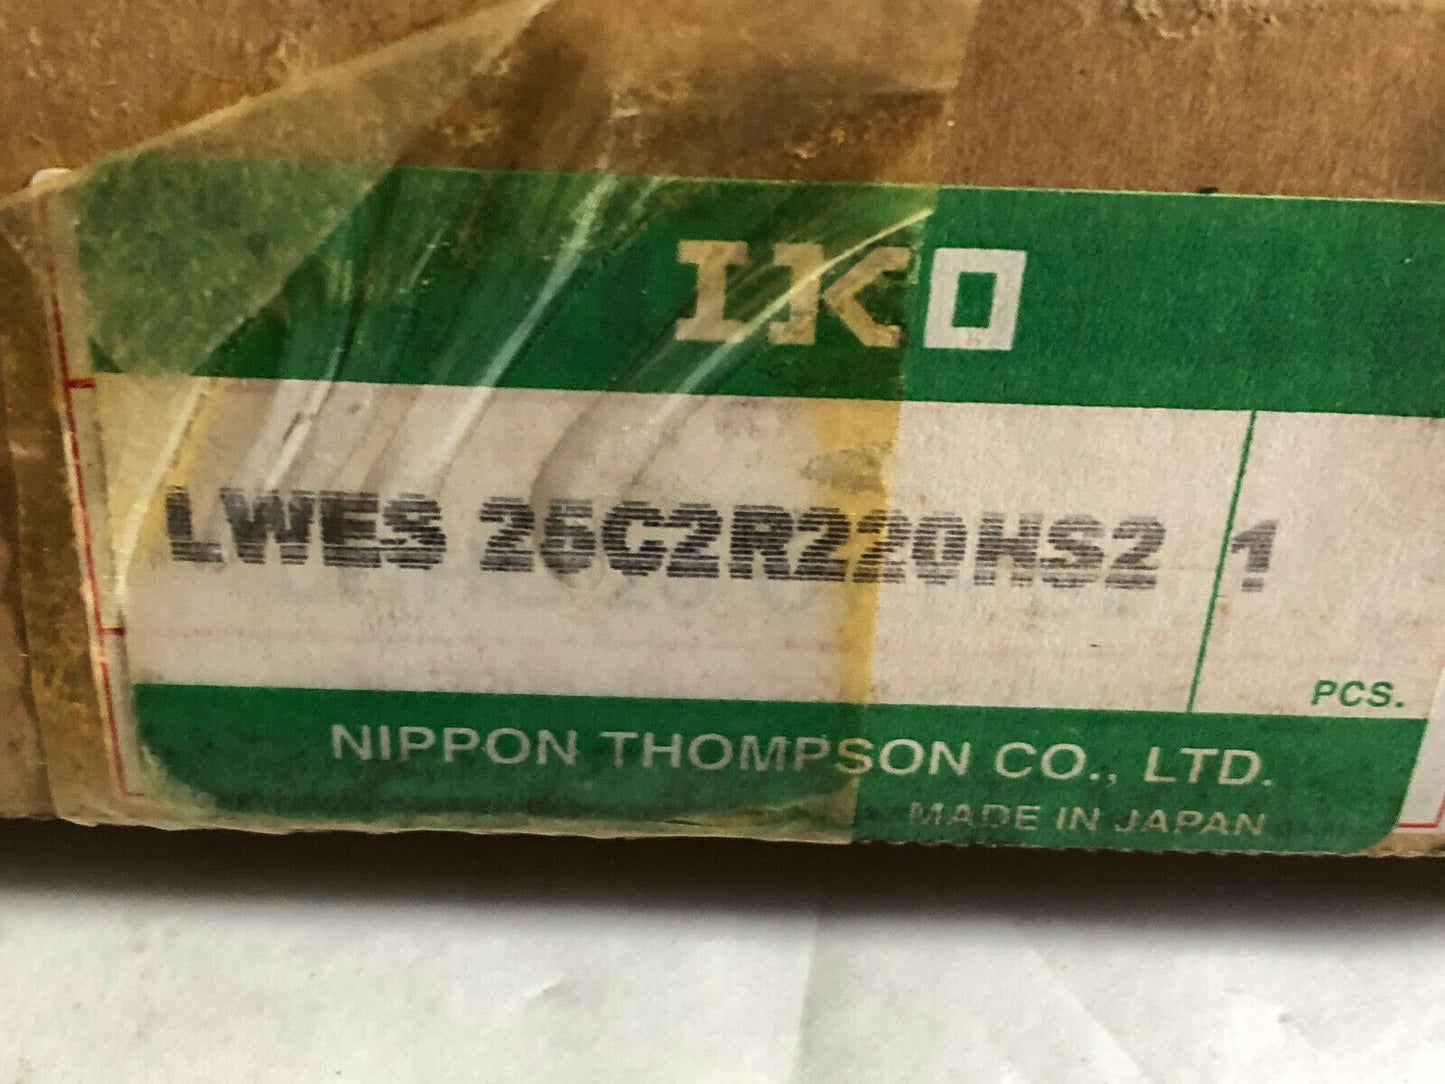 IKO
LWES 25C2R220HS2 1
PCS.
NIPPON THOMPSON CO., LTD.
MADE IN JAPAN